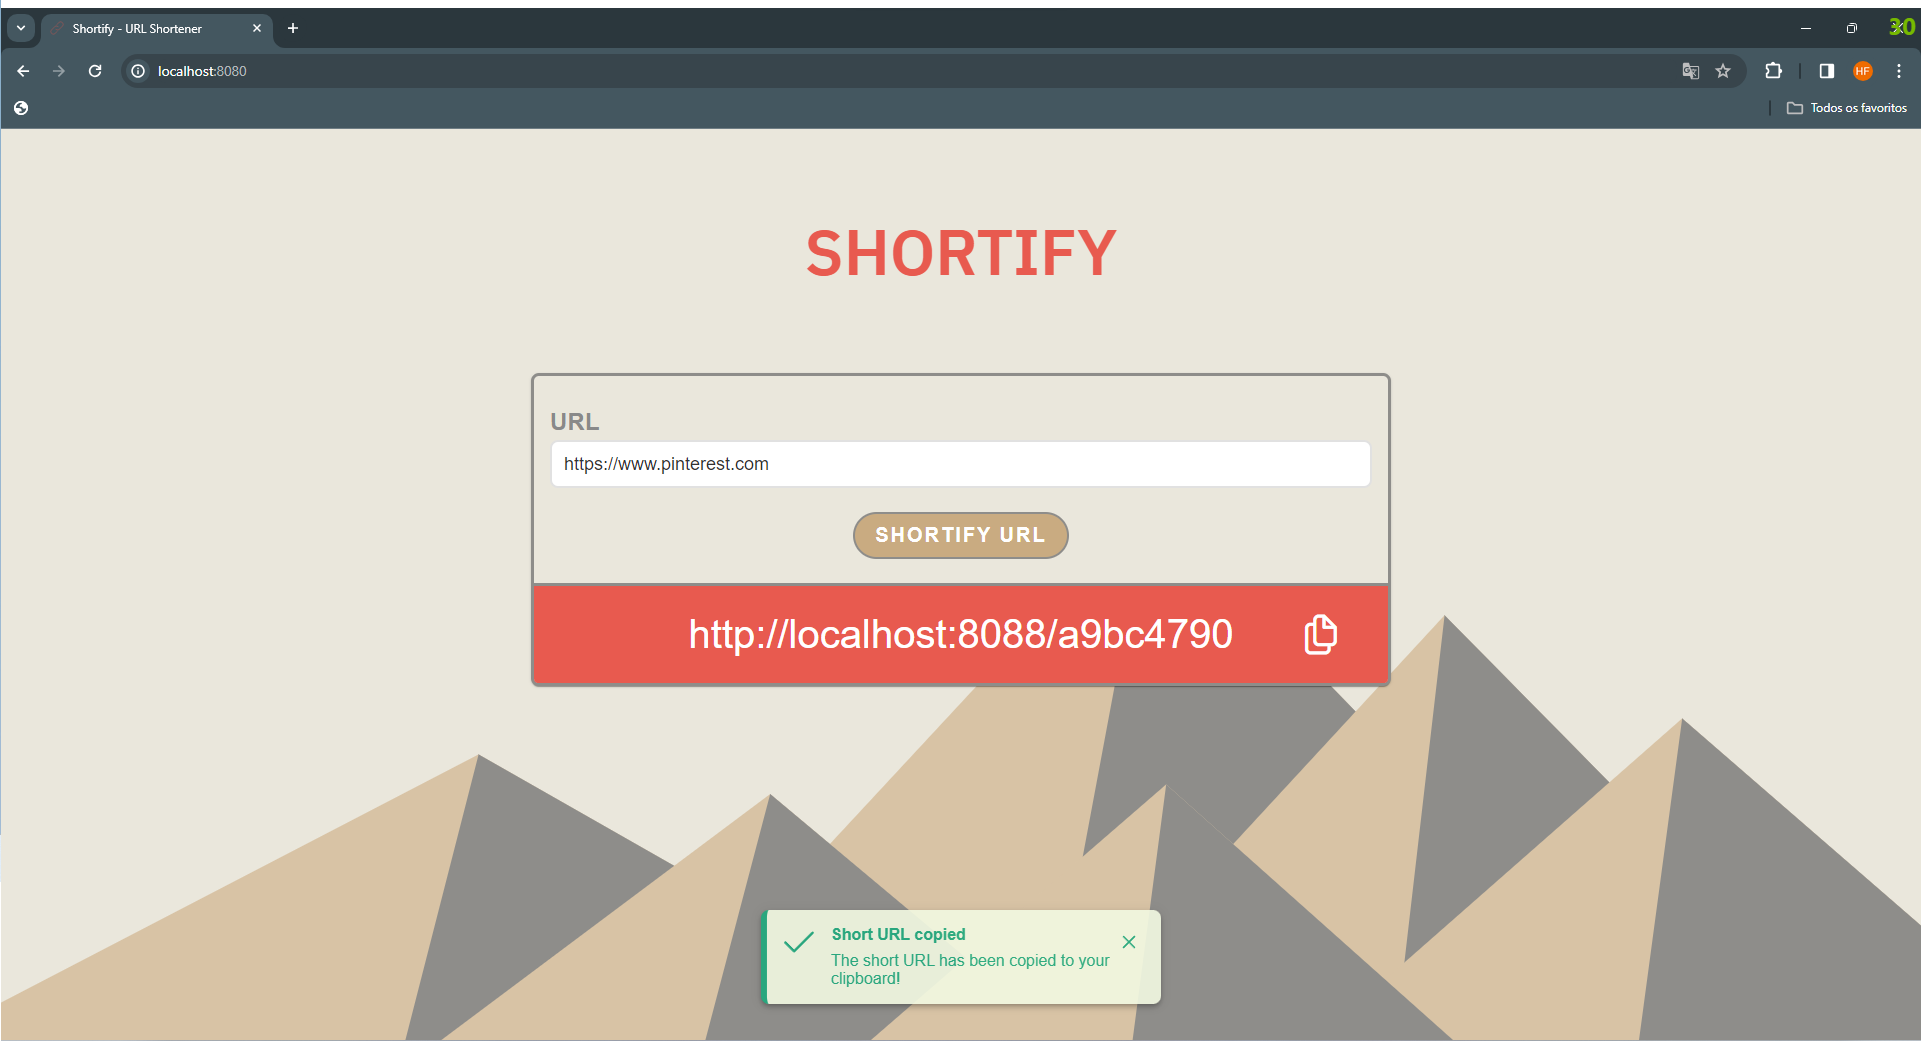 Shortify - URL Shortener
30
localhost:8080
HF
Todos os favoritos
SHORTIFY
URL
https://www.pinterest.com
SHORTIFY URL
http://localhost:8088/a9bc4790
Short URL copied
The short URL has been copied to your
clipboard!